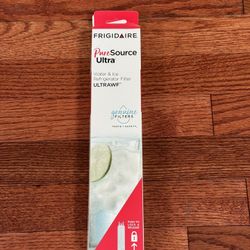 FRIGIDAIRE
PureSource
Ultra
Water & Ice
Refrigerator Filter
ULTRAWF
genuine
FILTERS